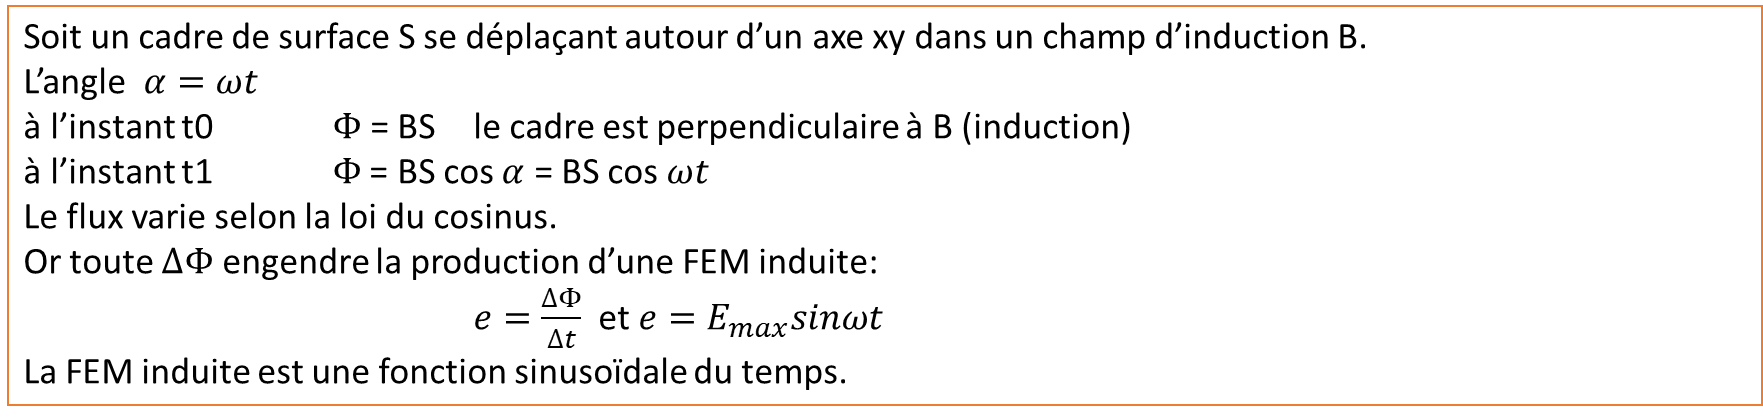 Soit un cadre de surface S se déplaçant autour d’un axe xy dans un champ d’induction B.
L’angle α = ωt
à l’instant t0 Φ = BS le cadre est perpendiculaire à B (induction)
à l’instant t1 Φ = BS cos α = BS cos ωt
Le flux varie selon la loi du cosinus.
Or toute ΔΦ engendre la production d’une FEM induite:
e = ΔΦ/Δt et e = E_max sinωt
La FEM induite est une fonction sinusoïdale du temps.